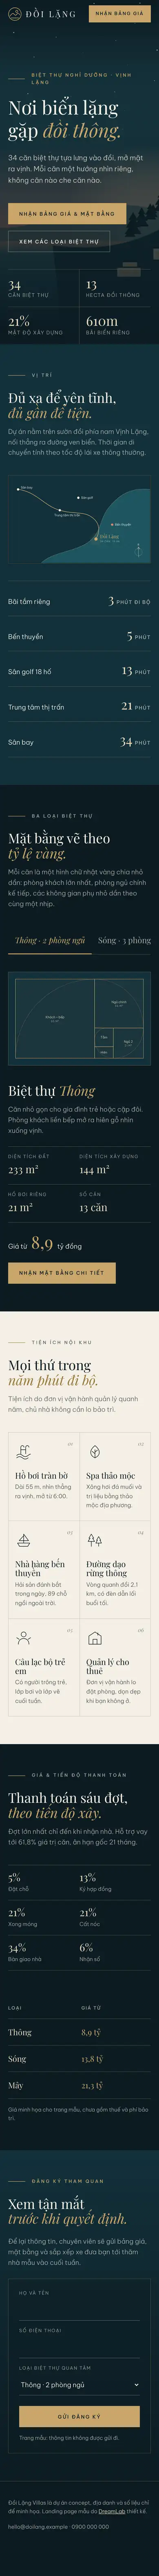 ĐỒI LẶNG
NHẬN BẢNG GIÁ
BIỆT THỰ NGHỈ DƯỠNG · VỊNH
LẶNG
Nơi biển lặng
gặp đồi thông.
34 căn biệt thự tựa lưng vào đồi, mặt
ra vịnh. Mỗi căn một hướng nhìn riêng,
không căn nào che căn nào.
NHẬN BẢNG GIÁ & MẶT BẰNG
XEM CÁC LOẠI BIỆT THỰ
34
CĂN BIỆT THỰ
13
HECTA ĐỒI THÔNG
21%
MẬT ĐỘ XÂY DỰNG
610m
BÃI BIỂN RIÊNG
VỊ TRÍ
Đủ xa để yên tĩnh,
đủ gần để tiện.
Dự án nằm trên sườn đồi phía nam Vịnh Lặng,
nối thẳng ra đường ven biển. Thời gian di
chuyển tính theo tốc độ lái xe thông thường.
Sân bay
Sân golf
Trung tâm thị trấn
Bến thuyền
Đồi Lặng
Bãi tắm riêng
3 PHÚT ĐI BỘ
Bến thuyền
5 PHÚT
Sân golf 18 hố
13 PHÚT
Trung tâm thị trấn
21 PHÚT
Sân bay
34 PHÚT
BA LOẠI BIỆT THỰ
Mặt bằng vẽ theo
tỷ lệ vàng.
Mỗi căn là một hình chữ nhật vàng chia nhỏ
dần: phòng khách lớn nhất, phòng ngủ chính
kế tiếp, các không gian phụ nhỏ dần theo
cùng một nhịp.
Thông · 2 phòng ngủ
Sóng · 3 phòng
Biệt thự Thông
Căn nhỏ gọn cho gia đình trẻ hoặc cặp đôi.
Phòng khách liền bếp mở ra hiên gỗ nhìn
xuống vịnh.
DIỆN TÍCH ĐẤT
233 m²
DIỆN TÍCH XÂY DỰNG
144 m²
HỒ BƠI RIÊNG
21 m²
SỐ CĂN
13 căn
Giá từ 8,9 tỷ đồng
NHẬN MẶT BẰNG CHI TIẾT
TIỆN ÍCH NỘI KHU
Mọi thứ trong
năm phút đi bộ.
Tiện ích do đơn vị vận hành quản lý quanh
năm, chủ nhà không cần lo bảo trì.
01
Hồ bơi tràn bờ
Dài 55 m, nhìn thẳng
ra vịnh, mở từ 6:00.
02
Spa thảo mộc
Xông hơi đá muối và
trị liệu bằng thảo
mộc địa phương.
03
Nhà hàng bến
thuyền
Hải sản đánh bắt
trong ngày, 89 chỗ
ngồi ngoài trời.
04
Đường dạo
rừng thông
Vòng quanh đồi 2,1
km, có đèn dẫn lối
buổi tối.
05
Câu lạc bộ trẻ
em
Có người trông trẻ,
lớp bơi và lớp vẽ
cuối tuần.
06
Quản lý cho
thuê
Đơn vị vận hành lo
đặt phòng, dọn dẹp
khi bạn không ở.
GIÁ & TIẾN ĐỘ THANH TOÁN
Thanh toán sáu đợt,
theo tiến độ xây.
Đợt lớn nhất chỉ đến khi nhận nhà. Hỗ trợ vay
tới 61,8% giá trị căn, ân hạn gốc 21 tháng.
5%
Đặt chỗ
13%
Ký hợp đồng
21%
Xong móng
21%
Cất nóc
34%
Bàn giao nhà
6%
Nhận sổ
LOẠI
GIÁ TỪ
Thông
8,9 tỷ
Sóng
13,8 tỷ
Mây
21,3 tỷ
Giá minh họa cho trang mẫu, chưa gồm thuế và phí bảo
trì.
ĐĂNG KÝ THAM QUAN
Xem tận mắt
trước khi quyết định.
Để lại thông tin, chuyên viên sẽ gửi bảng giá,
mặt bằng và sắp xếp xe đưa bạn tới thăm
nhà mẫu vào cuối tuần.
HỌ VÀ TÊN
SỐ ĐIỆN THOẠI
LOẠI BIỆT THỰ QUAN TÂM
Thông · 2 phòng ngủ
GỬI ĐĂNG KÝ
Trang mẫu: thông tin không được gửi đi.
Đồi Lặng Villas là dự án concept, địa danh và số liệu chỉ
để minh họa. Landing page mẫu do DreamLab thiết kế.
hello@doilang.example · 0900 000 000